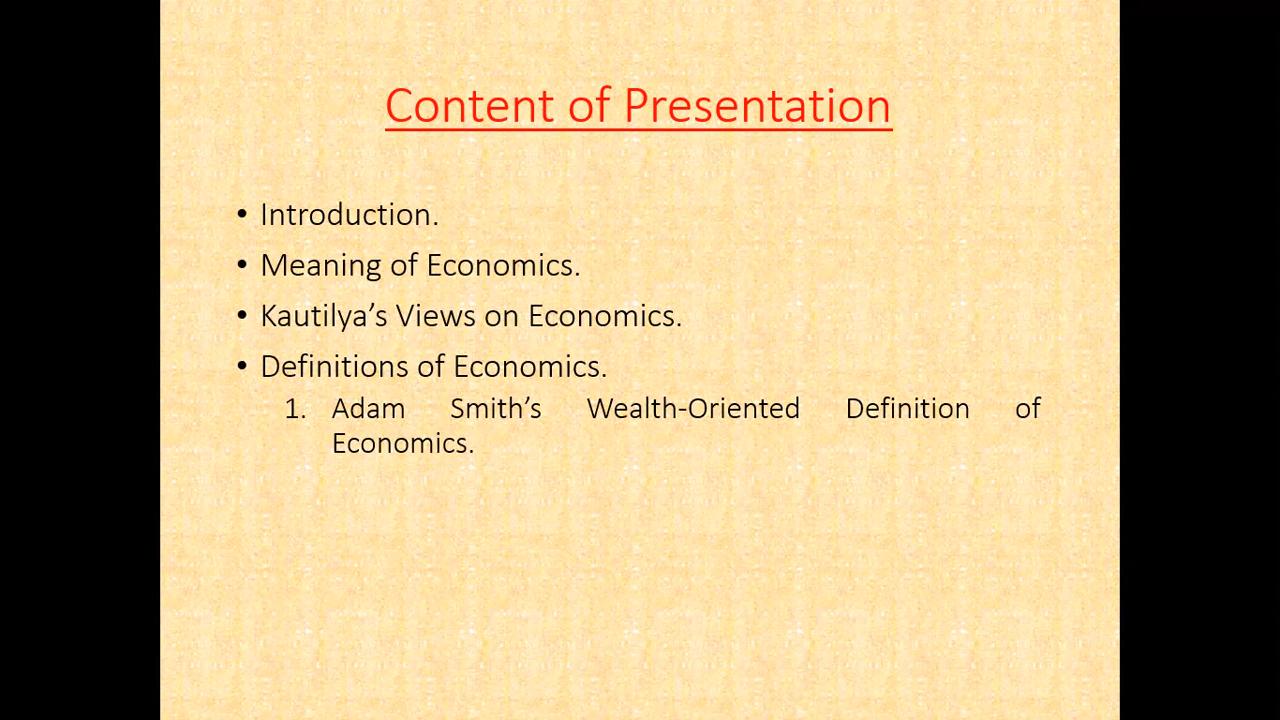 Content of Presentation
• Introduction.
• Meaning of Economics.
• Kautilya’s Views on Economics.
• Definitions of Economics.
1. Adam Smith’s Wealth-Oriented Definition of
Economics.